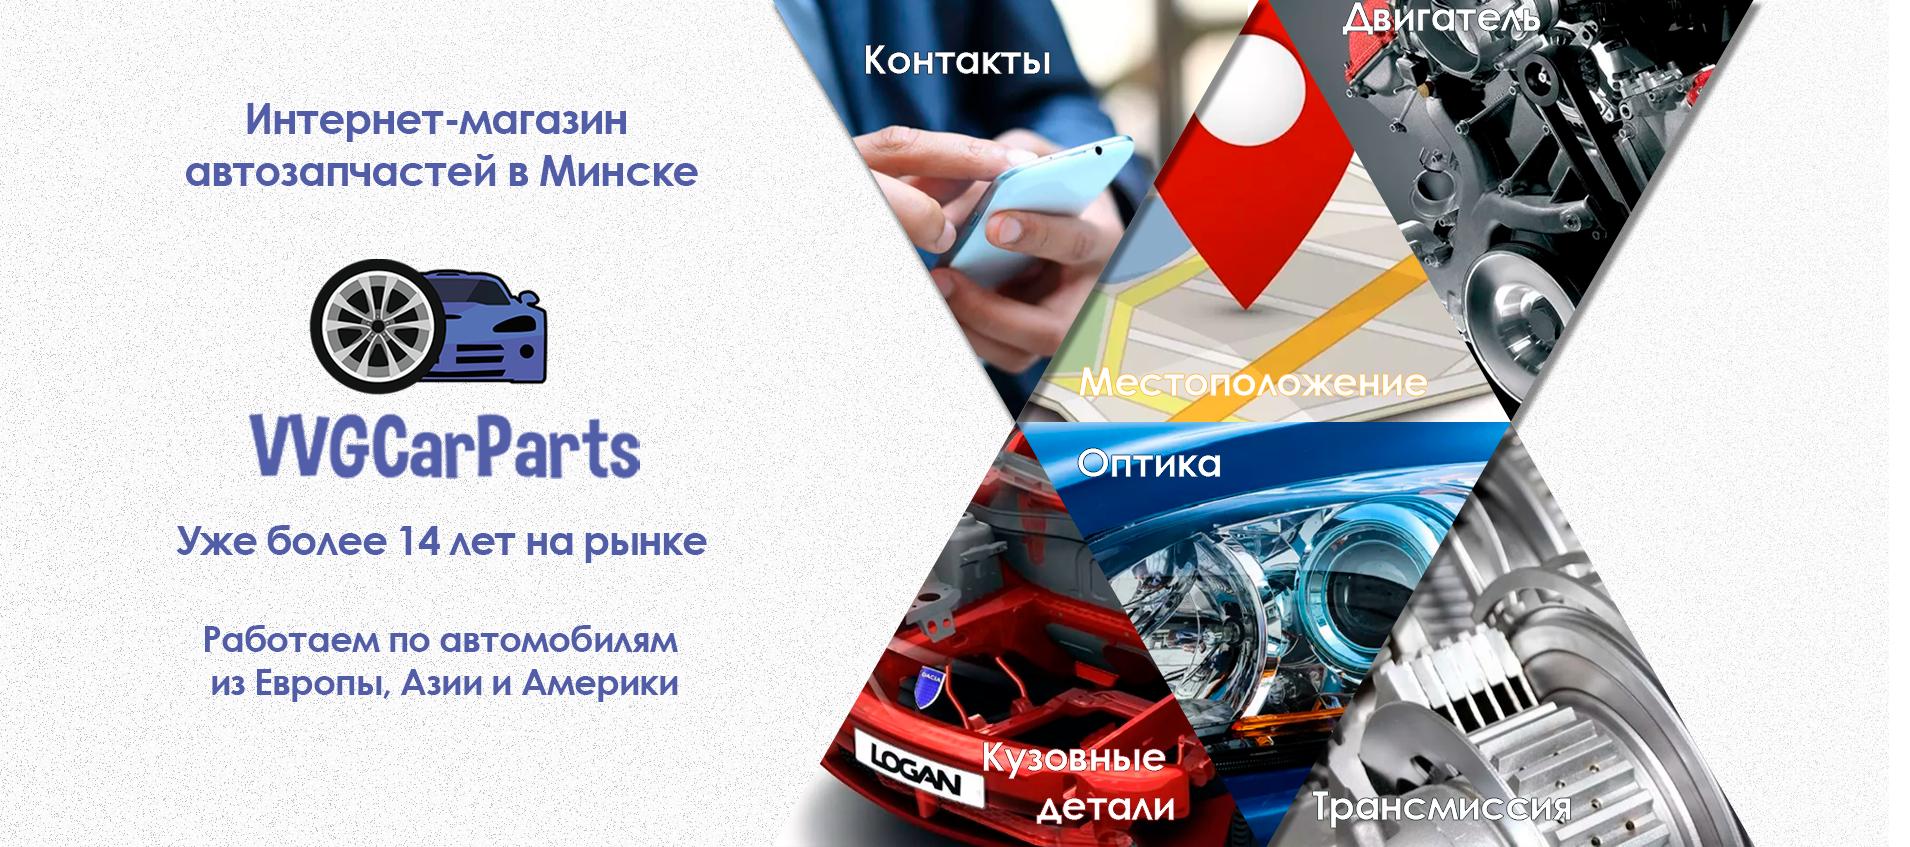 Интернет-магазин
автозапчастей в Минске
VVGCarParts
Уже более 14 лет на рынке
Работаем по автомобилям
из Европы, Азии и Америки
Контакты
Двигатель
Местоположение
Оптика
DACIA
LOGAN
Кузовные
детали
Трансмиссия